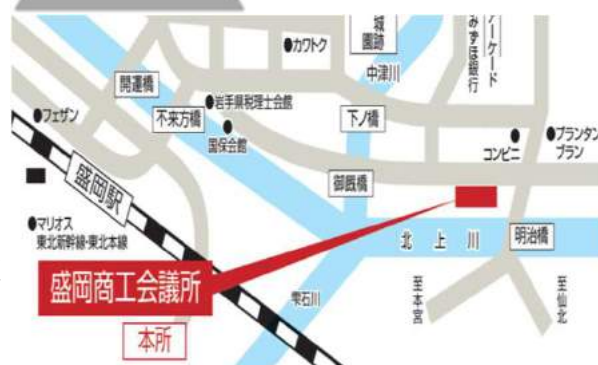 城
園跡
アーケード
みずほ銀行
カワトク
中津川
開運橋
岩手県税理士会館
フェザン
不来方橋
国保会館
下ノ橋
コンビニ
プランタン
ブラン
盛岡駅
御厩橋
マリオス
東北新幹線・東北本線
北上川
明治橋
盛岡商工会議所
雫石川
至本宮
至仙北
本所